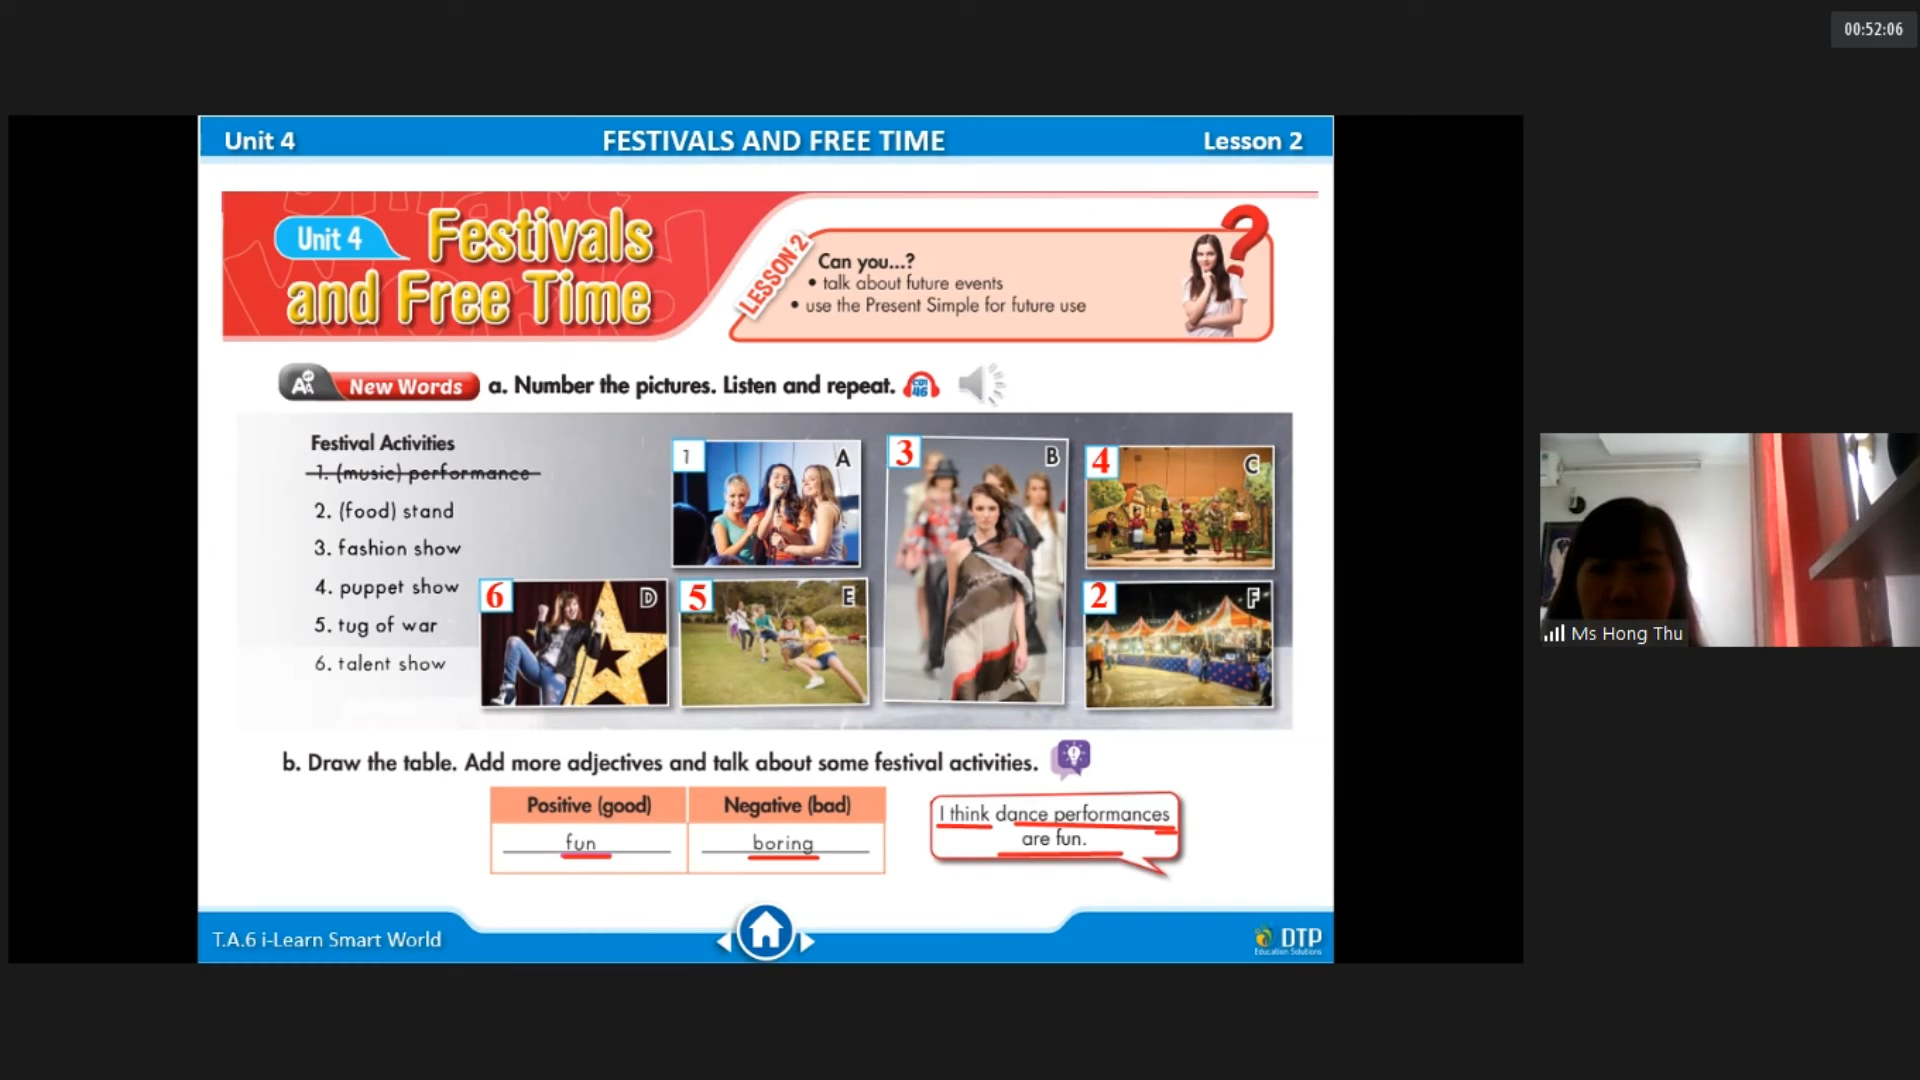 00:52:06
Unit 4
FESTIVALS AND FREE TIME
Lesson 2
Unit 4
Festivals
and Free Time
LESSON 2
Can you...?
• talk about future events
• use the Present Simple for future use
New Words
a. Number the pictures. Listen and repeat.
CD1
46
Festival Activities
1. (music) performance
2. (food) stand
3. fashion show
4. puppet show
5. tug of war
6. talent show
1
A
3
B
4
C
6
D
5
E
2
F
b. Draw the table. Add more adjectives and talk about some festival activities.
Positive (good)
Negative (bad)
fun
boring
I think dance performances
are fun.
T.A.6 i-Learn Smart World
DTP
Education Solutions
Ms Hong Thu